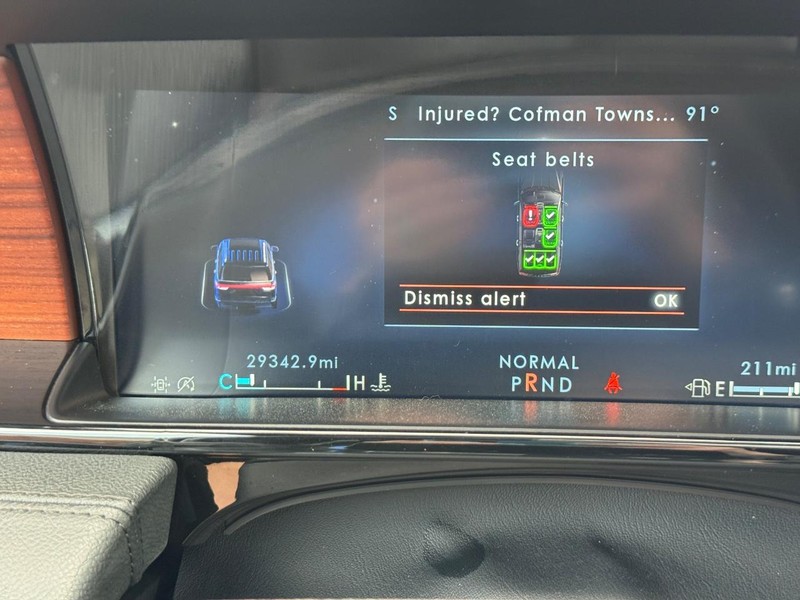 S Injured? Cofman Towns... 91°
Seat belts
Dismiss alert OK
29342.9mi
NORMAL
211mi
C H
PRND
E